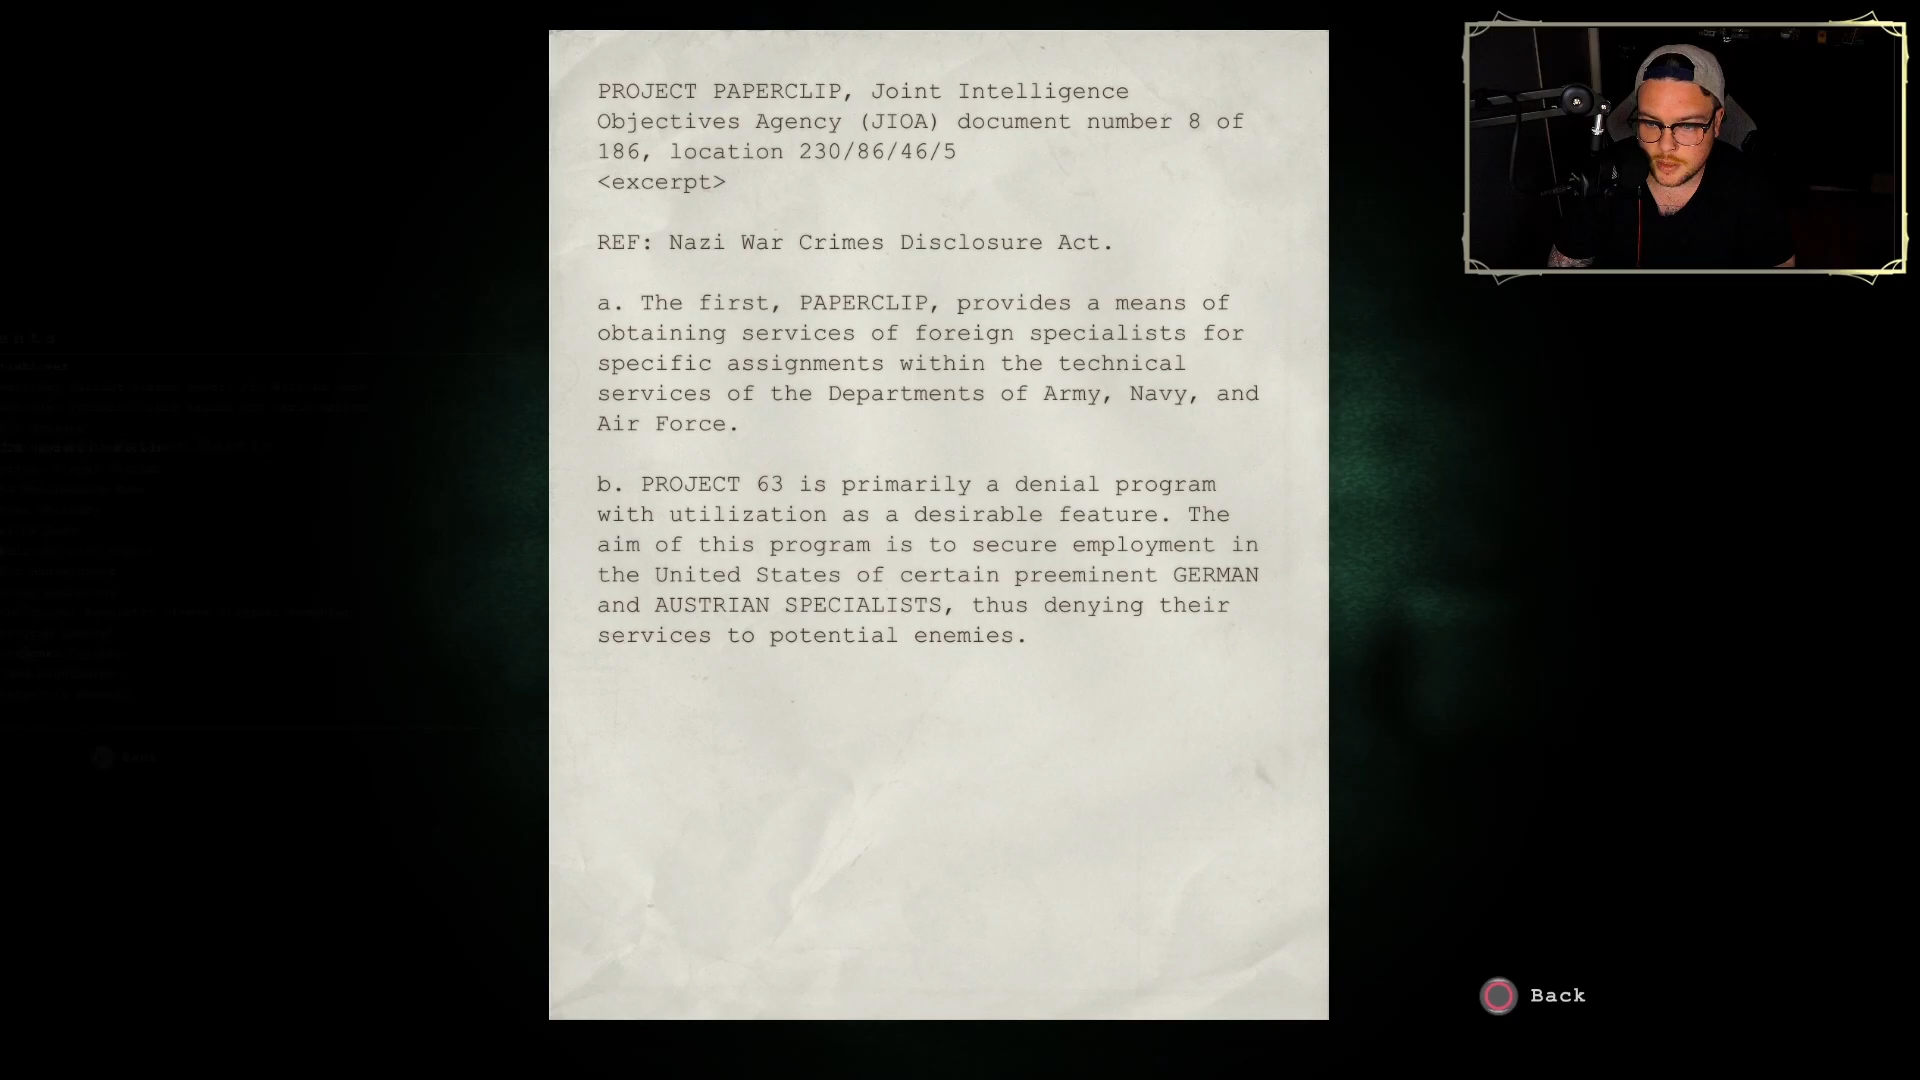 PROJECT PAPERCLIP, Joint Intelligence
Objectives Agency (JIOA) document number 8 of
186, location 230/86/46/5
<excerpt>
REF: Nazi War Crimes Disclosure Act.
a. The first, PAPERCLIP, provides a means of
obtaining services of foreign specialists for
specific assignments within the technical
services of the Departments of Army, Navy, and
Air Force.
b. PROJECT 63 is primarily a denial program
with utilization as a desirable feature. The
aim of this program is to secure employment in
the United States of certain preeminent GERMAN
and AUSTRIAN SPECIALISTS, thus denying their
services to potential enemies.
Back